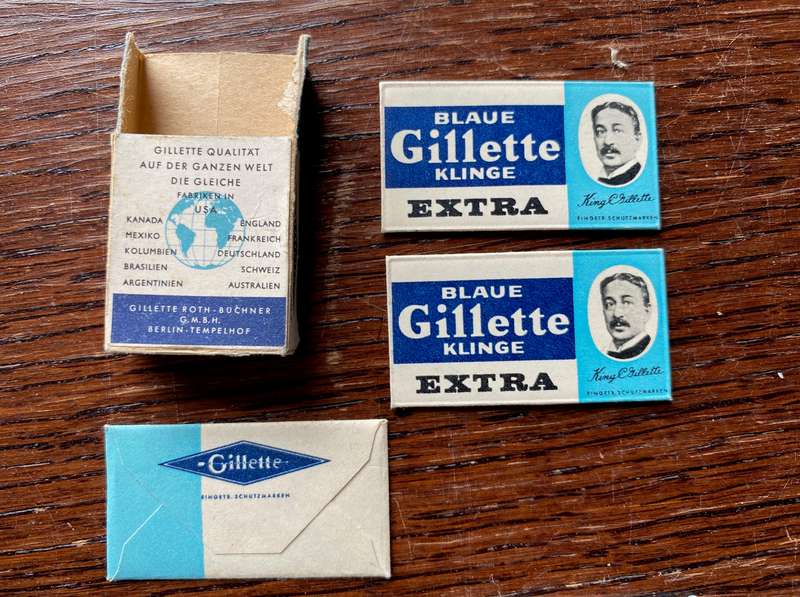 GILLETTE QUALITÄT
AUF DER GANZEN WELT
DIE GLEICHE
FABRIKEN IN
U.S.A.
KANADA ENGLAND
MEXIKO FRANKREICH
KOLUMBIEN DEUTSCHLAND
BRASILIEN SCHWEIZ
ARGENTINIEN AUSTRALIEN
GILLETTE ROTH-BÜCHNER
G.M.B.H.
BERLIN-TEMPELHOF
BLAUE
Gillette
KLINGE
EXTRA
King C Gillette
EINGETR. SCHUTZMARKEN
BLAUE
Gillette
KLINGE
EXTRA
King C Gillette
EINGETR. SCHUTZMARKEN
Gillette
EINGETR. SCHUTZMARKEN